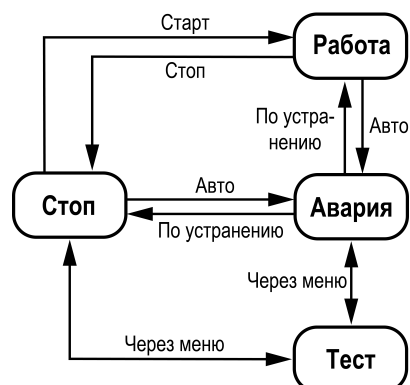 Старт
Работа
Стоп
По устра-
нению
Авто
Стоп
Авто
Авария
По устранению
Через меню
Через меню
Тест